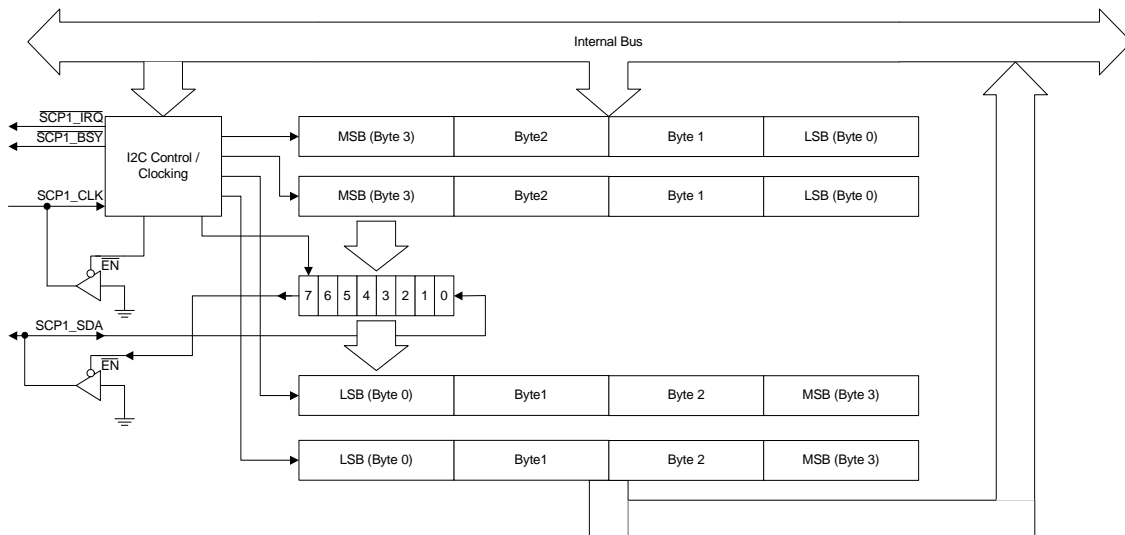 Internal Bus
SCP1_IRQ
SCP1_BSY
I2C Control /
Clocking
SCP1_CLK
EN
MSB (Byte 3) Byte2 Byte 1 LSB (Byte 0)
MSB (Byte 3) Byte2 Byte 1 LSB (Byte 0)
7 6 5 4 3 2 1 0
SCP1_SDA
EN
LSB (Byte 0) Byte1 Byte 2 MSB (Byte 3)
LSB (Byte 0) Byte1 Byte 2 MSB (Byte 3)